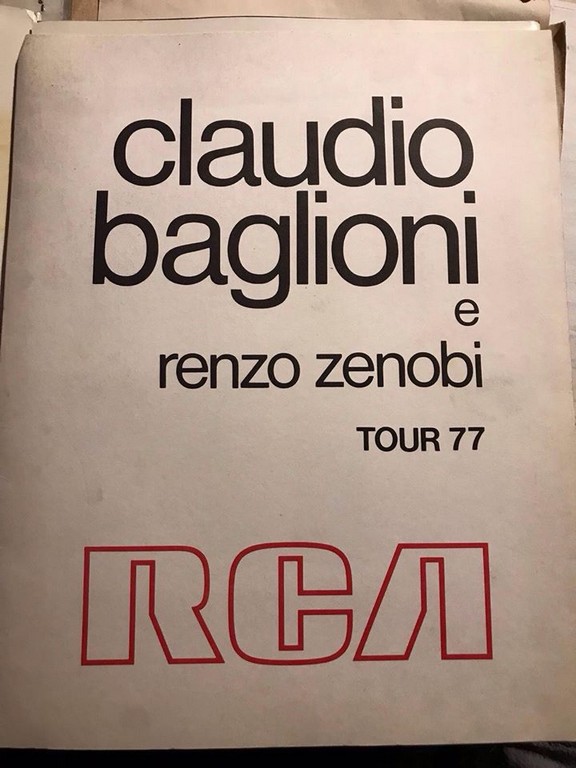 claudio
baglioni
e
renzo zenobi
TOUR 77
RCA